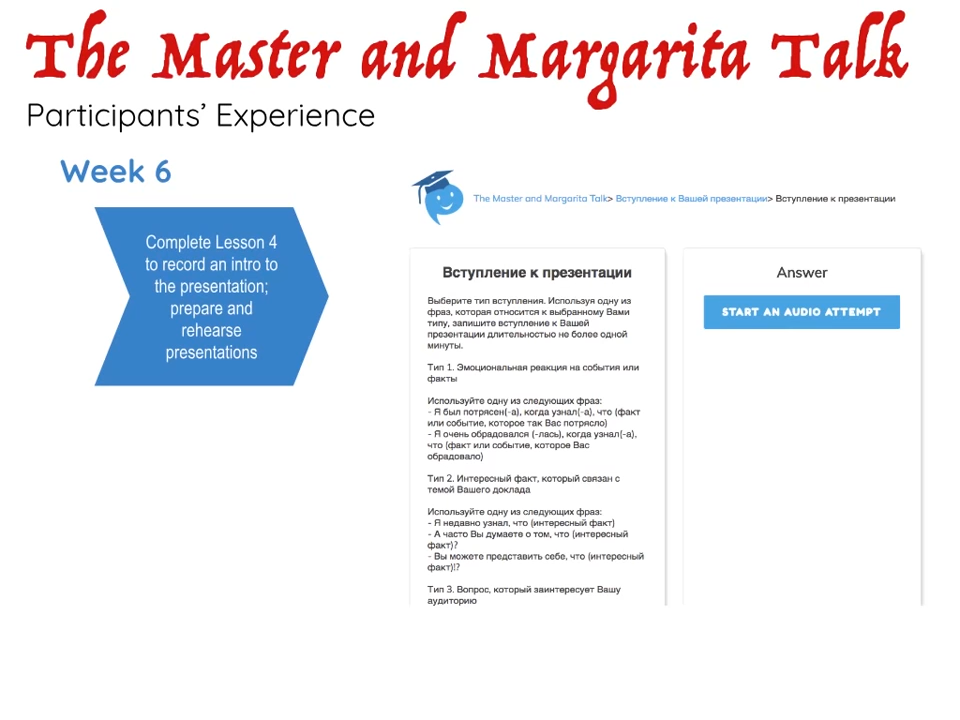 The Master and Margarita Talk
Participants’ Experience
Week 6
Complete Lesson 4
to record an intro to
the presentation;
prepare and
rehearse
presentations
The Master and Margarita Talk> Вступление к Вашей презентации> Вступление к презентации
Вступление к презентации
Выберите тип вступления. Используя одну из
фраз, которая относится к выбранному Вами
типу, запишите вступление к Вашей
презентации длительностью не более одной
минуты.
Тип 1. Эмоциональная реакция на события или
факты
Используйте одну из следующих фраз:
- Я был потрясен(-а), когда узнал(-а), что (факт
или событие, которое так Вас потрясло)
- Я очень обрадовался (-лась), когда узнал(-а),
что (факт или событие, которое Вас
обрадовало)
Тип 2. Интересный факт, который связан с
темой Вашего доклада
Используйте одну из следующих фраз:
- Я недавно узнал, что (интересный факт)
- А часто Вы думаете о том, что (интересный
факт)?
- Вы можете представить себе, что (интересный
факт)!?
Тип 3. Вопрос, который заинтересует Вашу
аудиторию
Answer
START AN AUDIO ATTEMPT